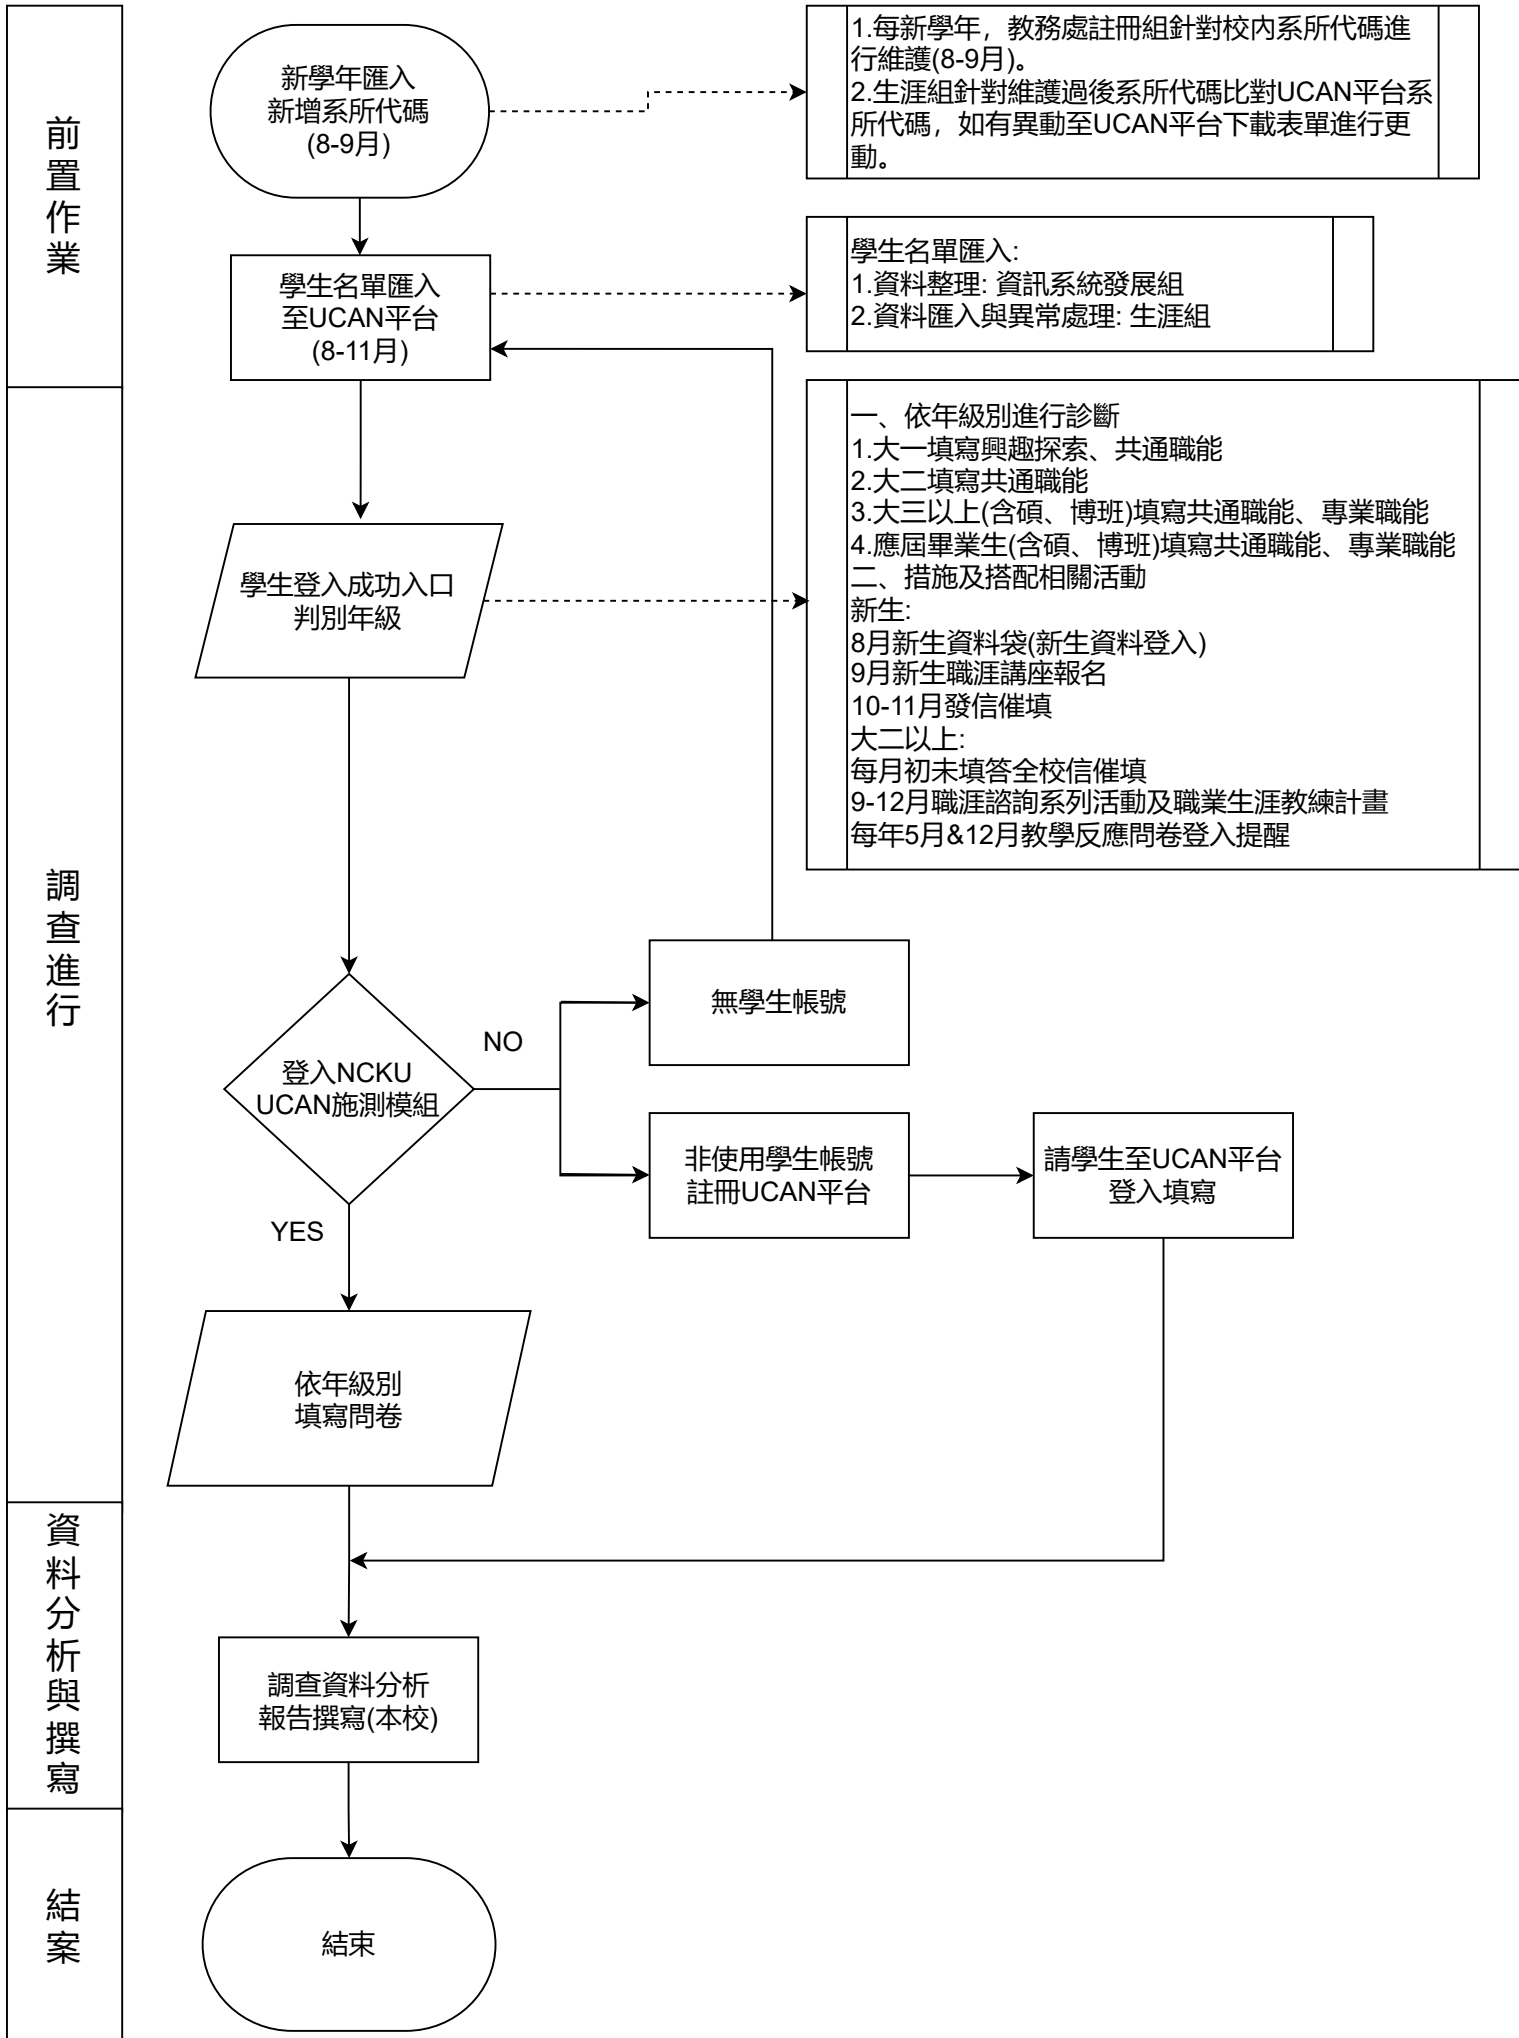 前
置
作
業
新學年匯入
新增系所代碼
(8-9月)
1.每新學年，教務處註冊組針對校內系所代碼進
行維護(8-9月)。
2.生涯組針對維護過後系所代碼比對UCAN平台系
所代碼，如有異動至UCAN平台下載表單進行更
動。
學生名單匯入
至UCAN平台
(8-11月)
學生名單匯入:
1.資料整理: 資訊系統發展組
2.資料匯入與異常處理: 生涯組
調
查
進
行
學生登入成功入口
判別年級
一、依年級別進行診斷
1.大一填寫興趣探索、共通職能
2.大二填寫共通職能
3.大三以上(含碩、博班)填寫共通職能、專業職能
4.應屆畢業生(含碩、博班)填寫共通職能、專業職能
二、措施及搭配相關活動
新生:
8月新生資料袋(新生資料登入)
9月新生職涯講座報名
10-11月發信催填
大二以上:
每月初未填答全校信催填
9-12月職涯諮詢系列活動及職業生涯教練計畫
每年5月&12月教學反應問卷登入提醒
登入NCKU
UCAN施測模組
NO
無學生帳號
非使用學生帳號
註冊UCAN平台
請學生至UCAN平台
登入填寫
YES
依年級別
填寫問卷
資
料
分
析
與
撰
寫
調查資料分析
報告撰寫(本校)
結
案
結束